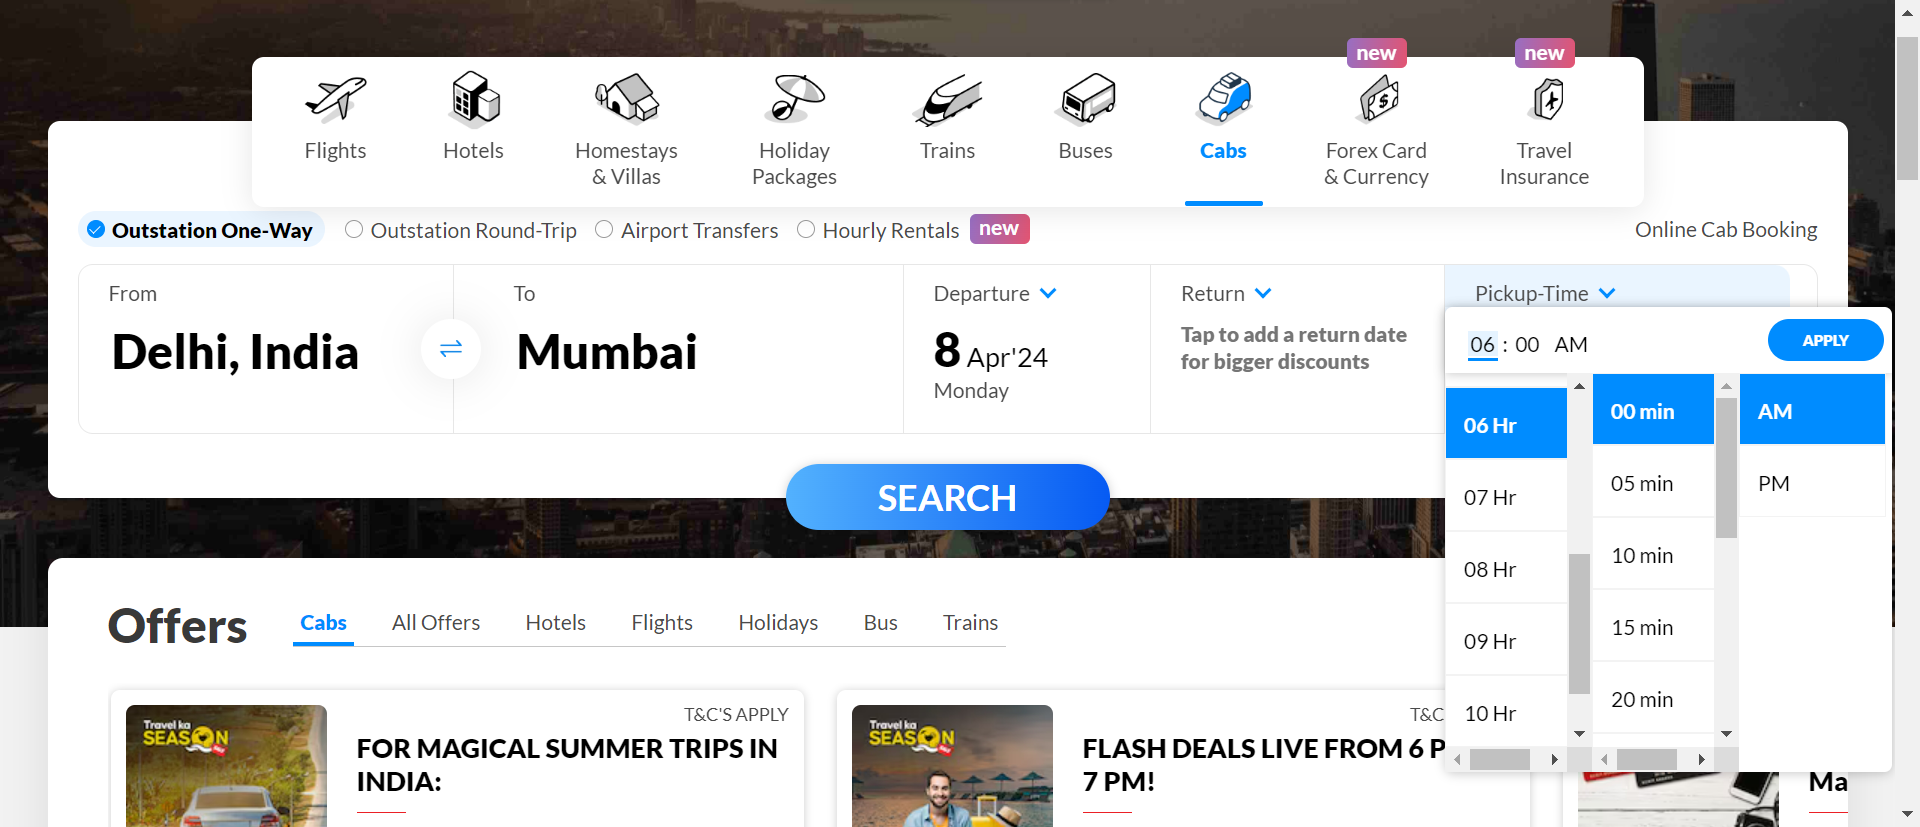 new
new
Flights
Hotels
Homestays
& Villas
Holiday
Packages
Trains
Buses
Cabs
Forex Card
& Currency
Travel
Insurance
Outstation One-Way
Outstation Round-Trip
Airport Transfers
Hourly Rentals
new
Online Cab Booking
From
Delhi, India
To
Mumbai
Departure
8 Apr'24
Monday
Return
Tap to add a return date
for bigger discounts
Pickup-Time
06 : 00 AM
APPLY
06 Hr
07 Hr
08 Hr
09 Hr
10 Hr
00 min
05 min
10 min
15 min
20 min
AM
PM
SEARCH
Offers
Cabs
All Offers
Hotels
Flights
Holidays
Bus
Trains
Travel ka
SEASON
SALE
T&C'S APPLY
FOR MAGICAL SUMMER TRIPS IN
INDIA:
Travel ka
SEASON
SALE
T&C
FLASH DEALS LIVE FROM 6 P
7 PM!
Ma